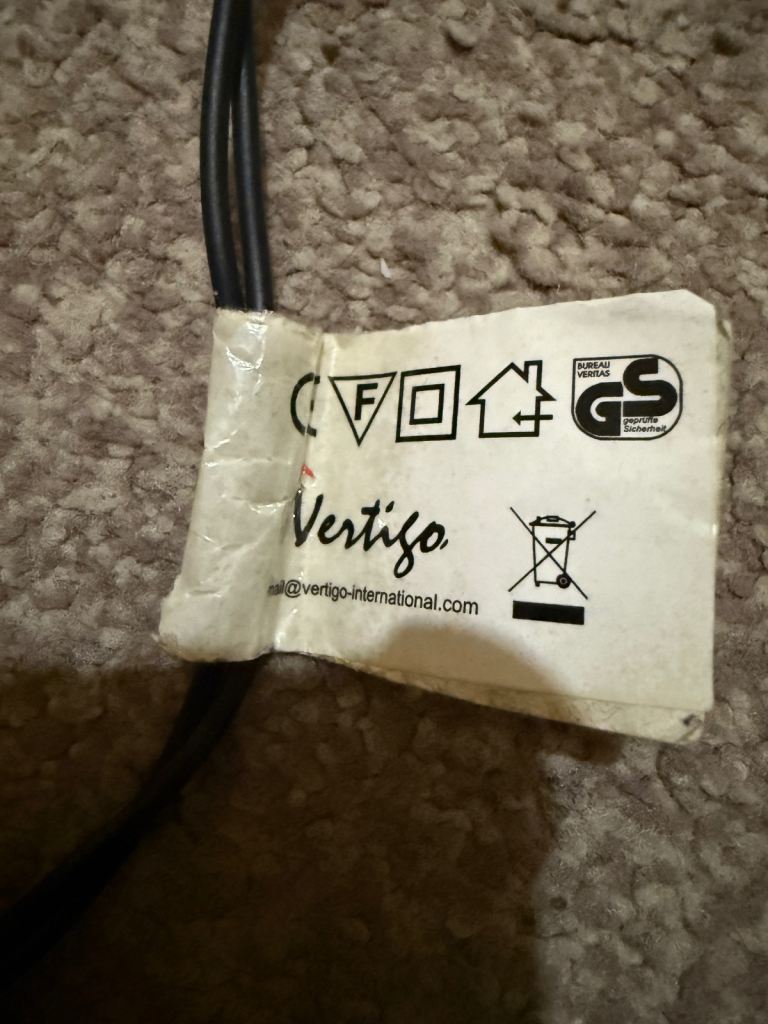 F
BUREAU
VERITAS
GS
geprüfte
Sicherheit
Vertigo
mail@vertigo-international.com